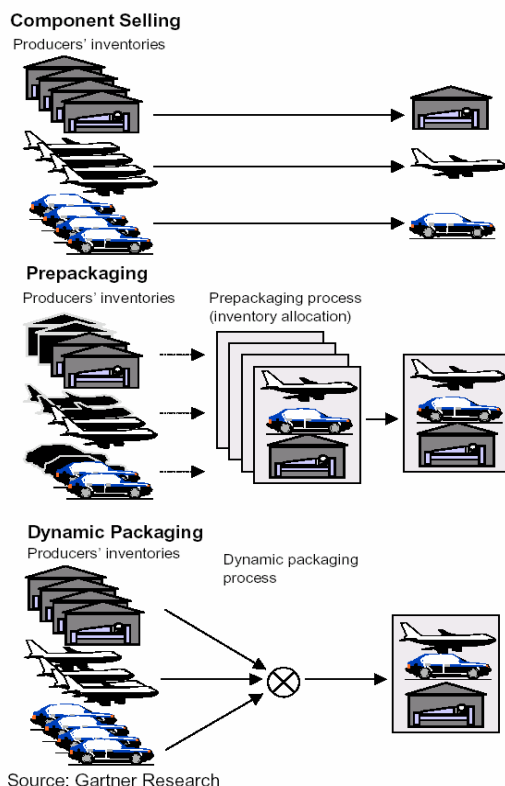 Component Selling
Producers' inventories
Prepackaging
Producers' inventories
Prepackaging process
(inventory allocation)
Dynamic Packaging
Producers' inventories
Dynamic packaging
process
Source: Gartner Research